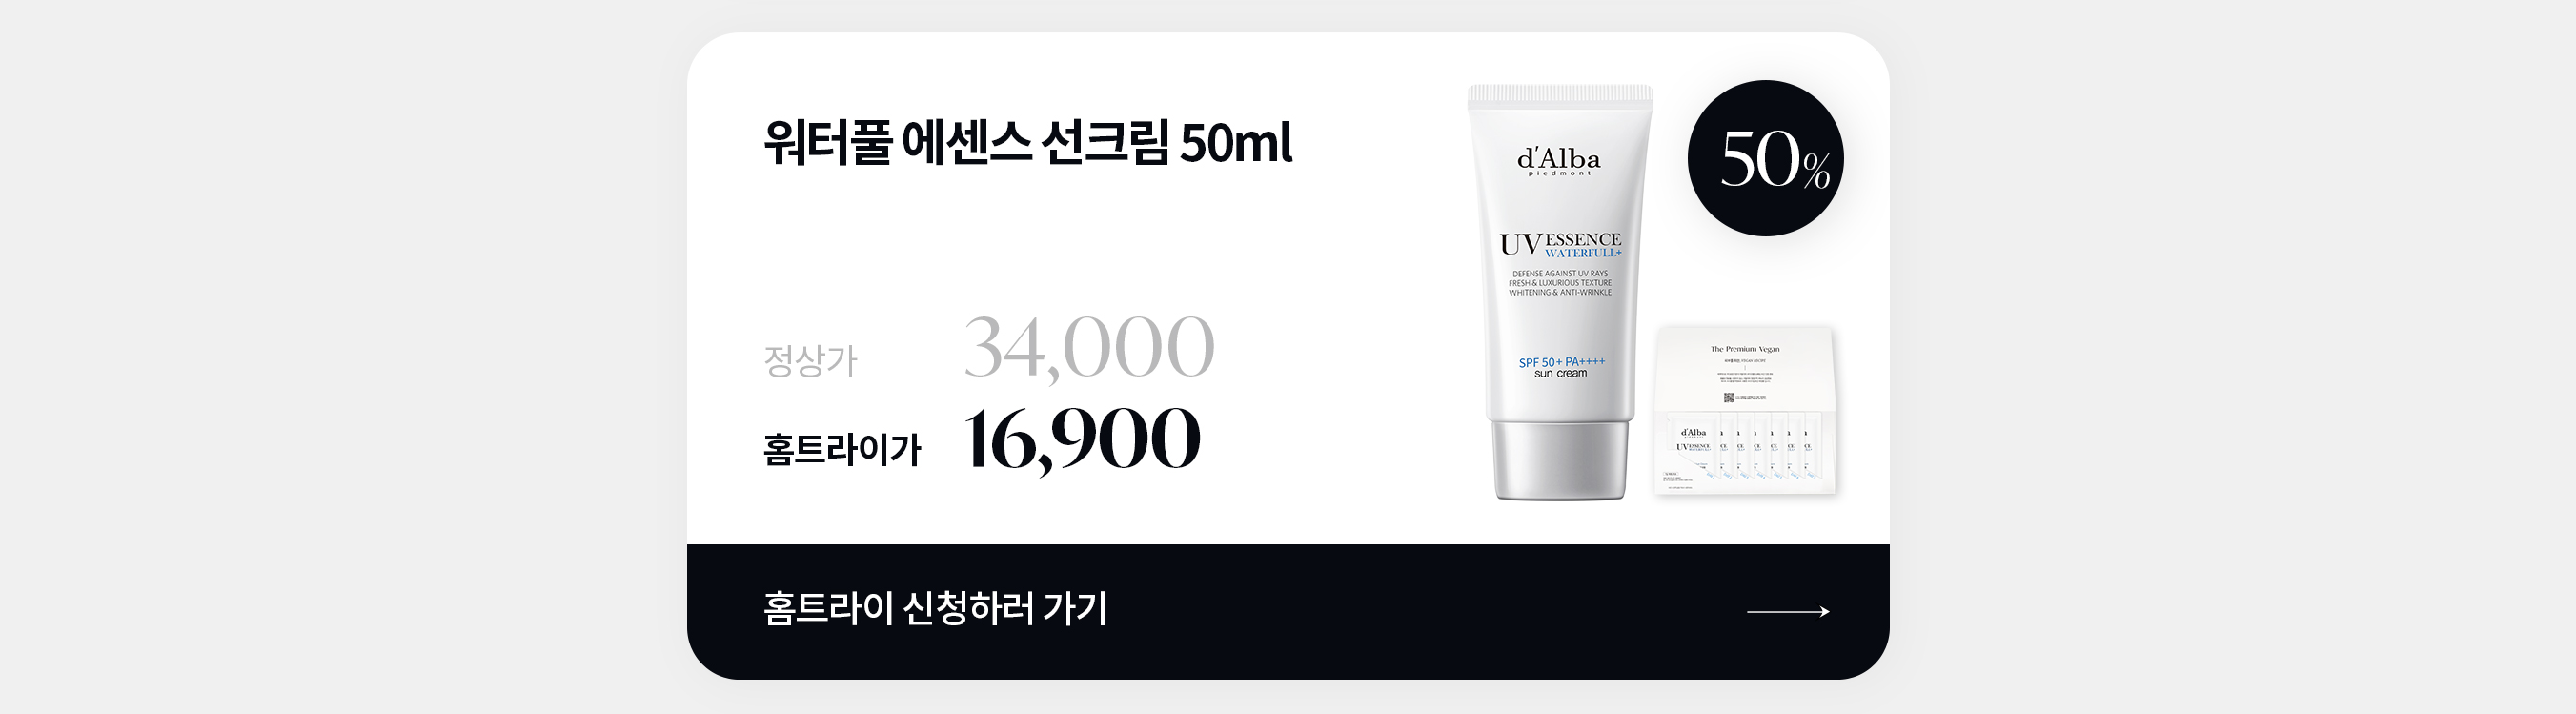 워터풀 에센스 선크림 50ml
50%
정상가 34,000
홈트라이가 16,900
d'Alba
piedmont
UV ESSENCE
WATERFULL+
DEFENSE AGAINST UV RAYS
FRESH & LUXURIOUS TEXTURE
WHITENING & ANTI-WRINKLE
SPF 50+ PA++++
sun cream
The Premium Vegan
d'Alba
UV ESSENCE
WATERFULL+
홈트라이 신청하러 가기